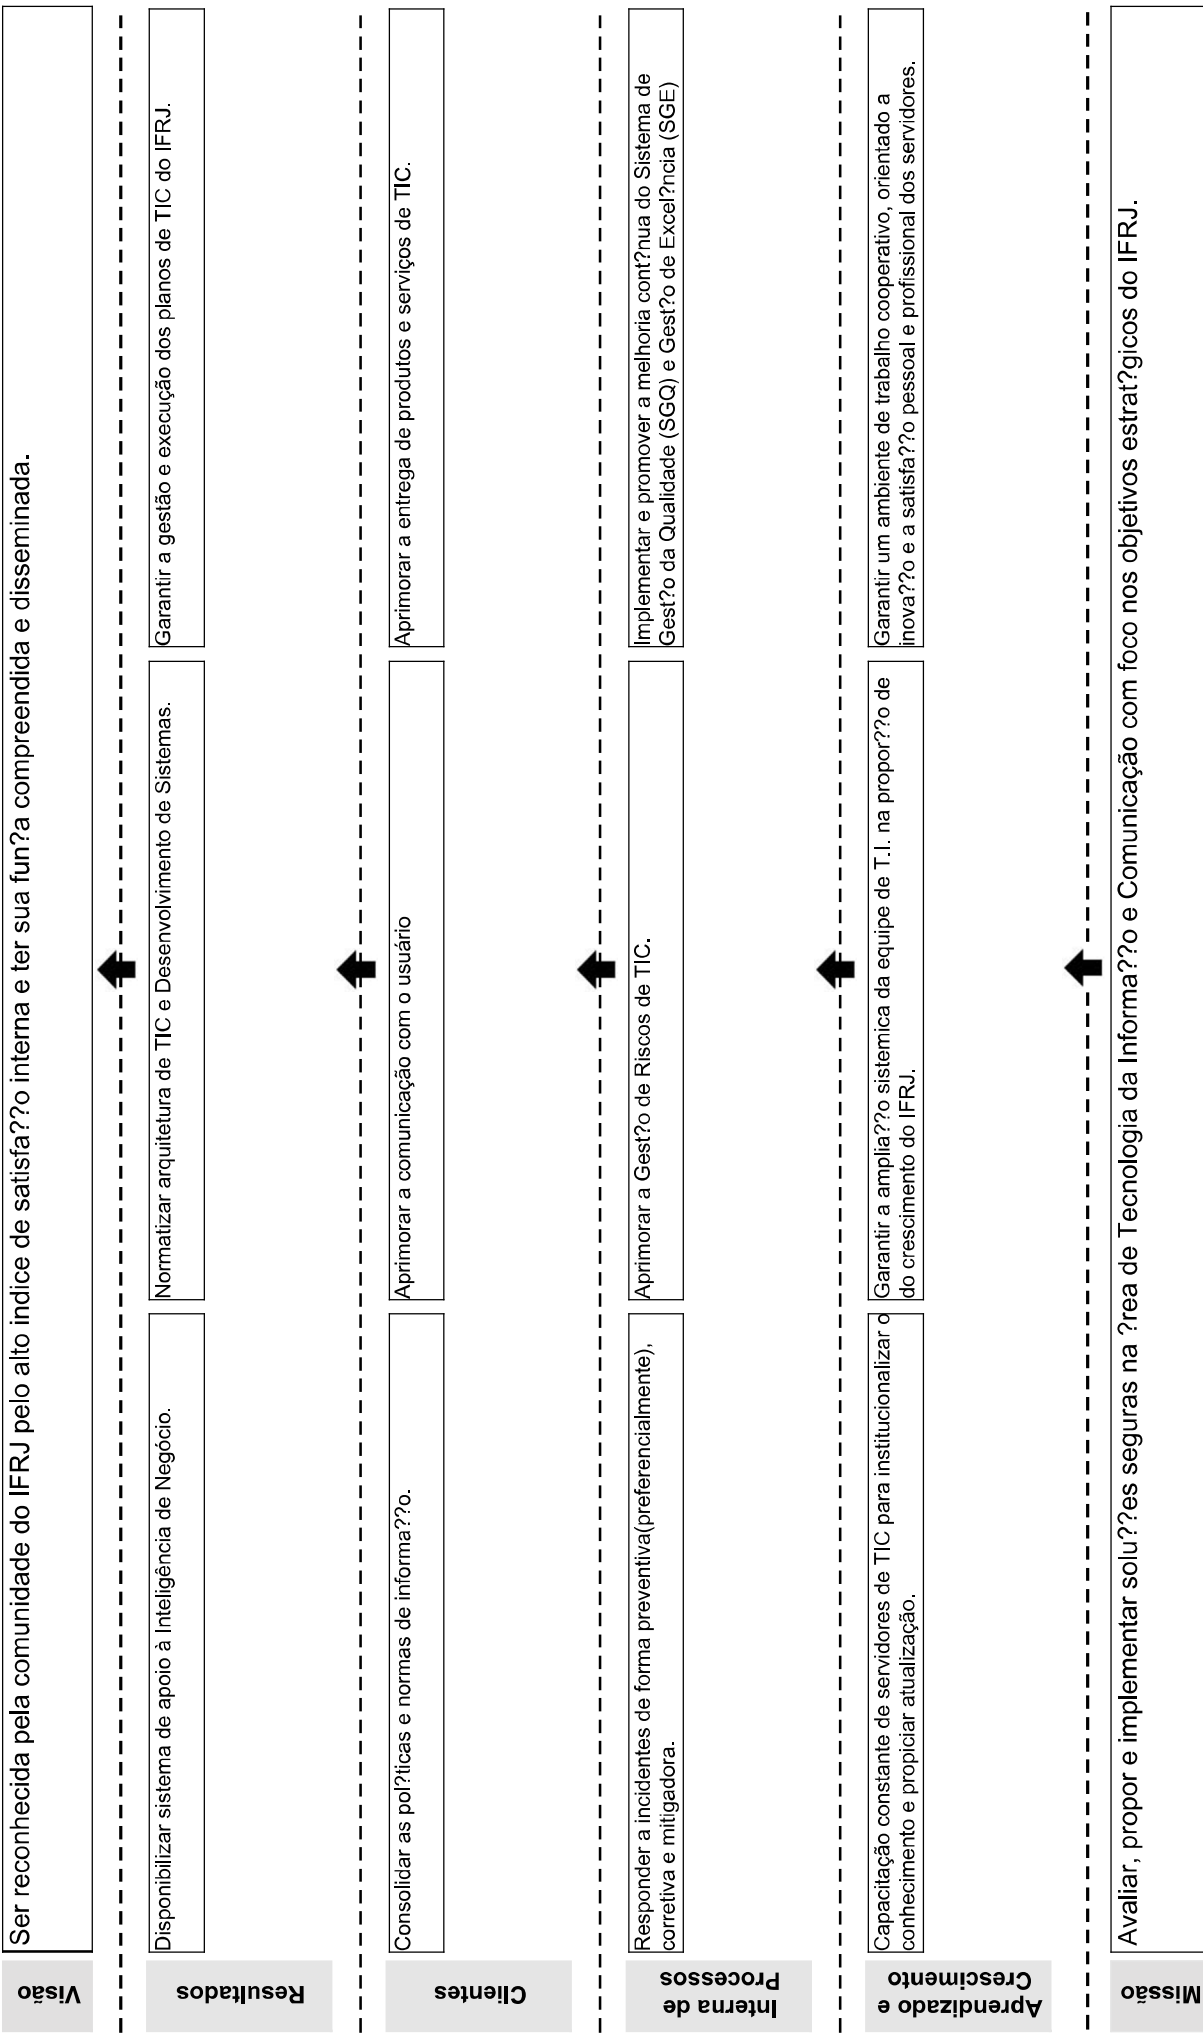 Visão
Ser reconhecida pela comunidade do IFRJ pelo alto indice de satisfa??o interna e ter sua fun?a compreendida e disseminada.
Resultados
Disponibilizar sistema de apoio à Inteligência de Negócio.
Normatizar arquitetura de TIC e Desenvolvimento de Sistemas.
Garantir a gestão e execução dos planos de TIC do IFRJ.
Clientes
Consolidar as pol?ticas e normas de informa??o.
Aprimorar a comunicação com o usuário
Aprimorar a entrega de produtos e serviços de TIC.
Interna de
Processos
Responder a incidentes de forma preventiva(preferencialmente),
corretiva e mitigadora.
Aprimorar a Gest?o de Riscos de TIC.
Implementar e promover a melhoria cont?nua do Sistema de
Gest?o da Qualidade (SGQ) e Gest?o de Excel?ncia (SGE)
Aprendizado e
Crescimento
Capacitação constante de servidores de TIC para institucionalizar o
conhecimento e propiciar atualização.
Garantir a amplia??o sistemica da equipe de T.I. na propor??o de
do crescimento do IFRJ.
Garantir um ambiente de trabalho cooperativo, orientado a
inova??o e a satisfa??o pessoal e profissional dos servidores.
Missão
Avaliar, propor e implementar solu??es seguras na ?rea de Tecnologia da Informa??o e Comunicação com foco nos objetivos estrat?gicos do IFRJ.